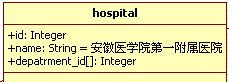 hospital
+id: Integer
+name: String = 安徽医学院第一附属医院
+depatrment_id[]: Integer